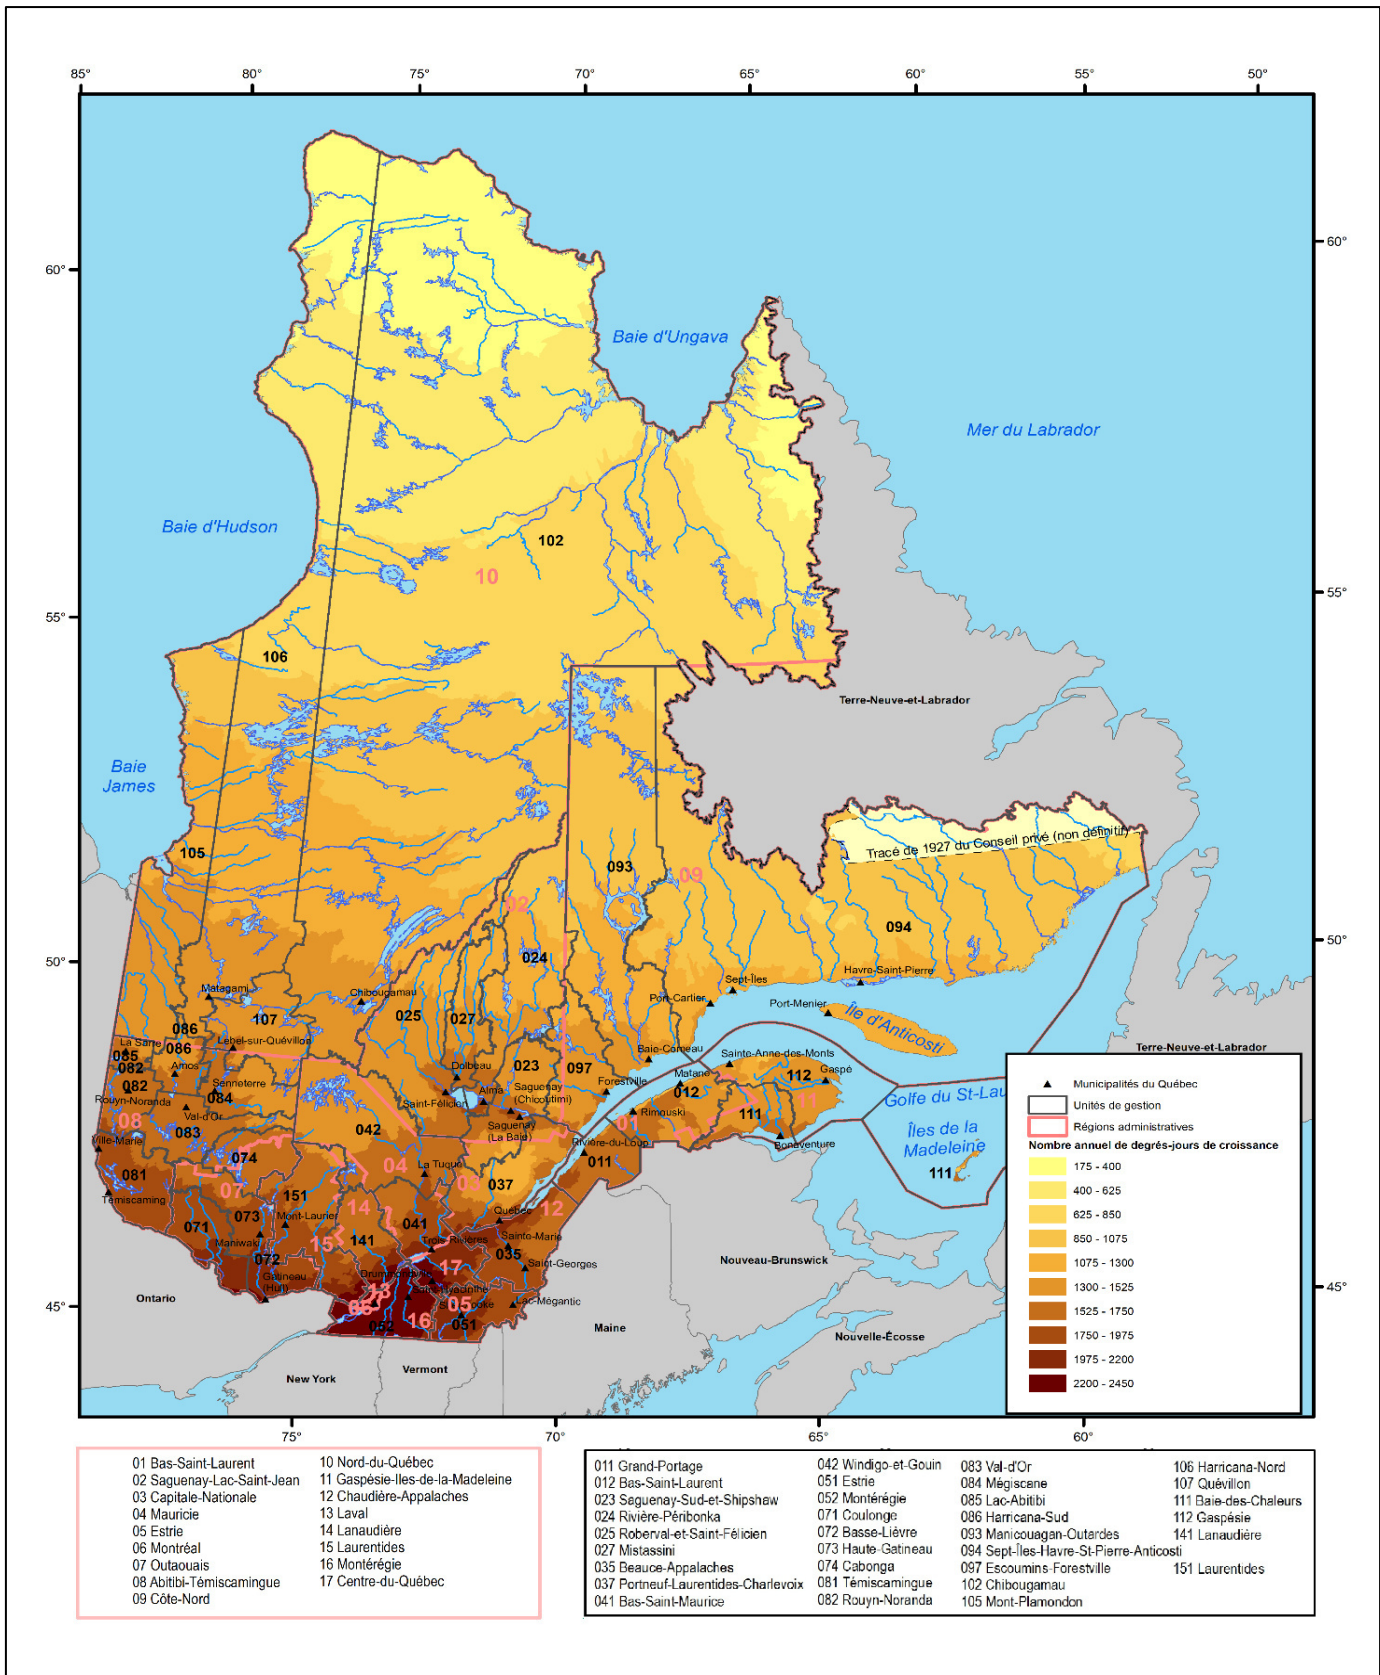 85° 80° 75° 70° 65° 60° 55° 50°
60° 60°
Baie d'Ungava
Mer du Labrador
Baie d'Hudson
102
10
55° 55°
106
Terre-Neuve-et-Labrador
Baie
James
Tracé de 1927 du Conseil privé (non définitif)
105
093
09
02
094
50° 50°
024
Havre-Saint-Pierre
Sept-Îles
Matagami
Chibougamau
Port-Cartier
Port-Menier
Île d'Anticosti
025
027
107
086
La Sarre
Lebel-sur-Quévillon
086
085
Baie-Comeau
Sainte-Anne-des-Monts
Terre-Neuve-et-Labrador
082
Amos
Dolbeau
023
097
Matane
112
Gaspé
082
Senneterre
084
Alma
Saguenay
(Chicoutimi)
Forestville
012
Rouyn-Noranda
Val-d'Or
Saint-Félicien
Rimouski
111
11
08
083
042
Saguenay
(La Baie)
01
Golfe du St-Lau
Ville-Marie
Rivière-du-Loup
Bonaventure
Îles de la
Madeleine
074
04
La Tuque
011
111
081
07
03
037
Témiscaming
151
14
12
071
073
Mont-Laurier
041
Québec
Maniwaki
15
141
Trois-Rivières
Sainte-Marie
035
072
17
Saint-Georges
Gatineau
(Hull)
Drummondville
13
Saint-Hyacinthe
Ontario
06
05
Lac-Mégantic
45° 45°
052
16
051
Nouveau-Brunswick
Maine
Nouvelle-Écosse
New York
Vermont
Municipalités du Québec
Unités de gestion
Régions administratives
Nombre annuel de degrés-jours de croissance
175 - 400
400 - 625
625 - 850
850 - 1075
1075 - 1300
1300 - 1525
1525 - 1750
1750 - 1975
1975 - 2200
2200 - 2450
75° 70° 65° 60°
01 Bas-Saint-Laurent
02 Saguenay-Lac-Saint-Jean
03 Capitale-Nationale
04 Mauricie
05 Estrie
06 Montréal
07 Outaouais
08 Abitibi-Témiscamingue
09 Côte-Nord
10 Nord-du-Québec
11 Gaspésie-Iles-de-la-Madeleine
12 Chaudière-Appalaches
13 Laval
14 Lanaudière
15 Laurentides
16 Montérégie
17 Centre-du-Québec
011 Grand-Portage
012 Bas-Saint-Laurent
023 Saguenay-Sud-et-Shipshaw
024 Rivière-Péribonka
025 Roberval-et-Saint-Félicien
027 Mistassini
035 Beauce-Appalaches
037 Portneuf-Laurentides-Charlevoix
041 Bas-Saint-Maurice
042 Windigo-et-Gouin
051 Estrie
052 Montérégie
071 Coulonge
072 Basse-Lièvre
073 Haute-Gatineau
074 Cabonga
081 Témiscamingue
082 Rouyn-Noranda
083 Val-d'Or
084 Mégiscane
085 Lac-Abitibi
086 Harricana-Sud
093 Manicouagan-Outardes
094 Sept-Îles-Havre-St-Pierre-Anticosti
097 Escoumins-Forestville
102 Chibougamau
105 Mont-Plamondon
106 Harricana-Nord
107 Quévillon
111 Baie-des-Chaleurs
112 Gaspésie
141 Lanaudière
151 Laurentides